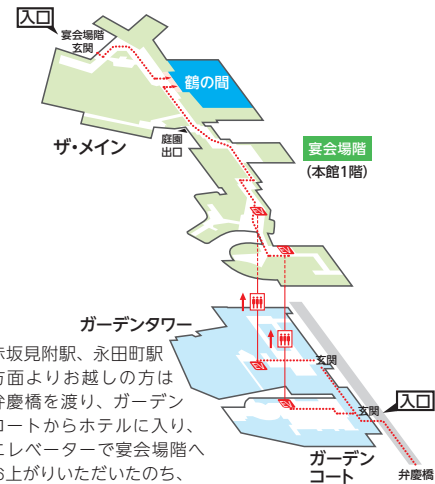 入口
宴会場階
玄関
鶴の間
ザ・メイン
庭園
出口
宴会場階
(本館1階)
ガーデンタワー
赤坂見附駅、永田町駅
方面よりお越しの方は
弁慶橋を渡り、ガーデン
コートからホテルに入り、
エレベーターで宴会場階へ
お上がりいただいたのち、
玄関
玄関
入口
ガーデン
コート
弁慶橋